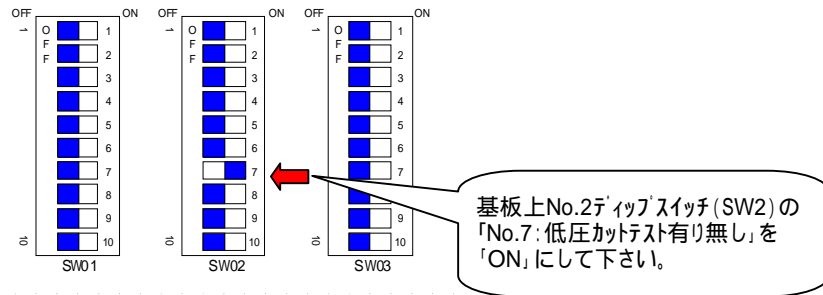 OFF ON OFF ON OFF ON
1 O F F 1 1 O F F 1 1 O F F 1
2 2 2
3 3 3
4 4 4
5 5 5
6 6 6
7 7 7
8 8 8
9 9 9
10 10 10 10 10 10
SW01 SW02 SW03
基板上No.2ﾃﾞｨｯﾌﾟｽｲｯﾁ(SW2)の
｢No.7:低圧ｶｯﾄﾃｽﾄ有り無し｣を
｢ON｣にして下さい。